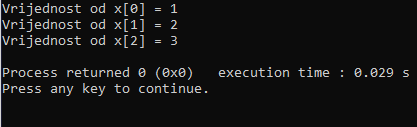 Vrijednost od x[0] = 1
Vrijednost od x[1] = 2
Vrijednost od x[2] = 3
Process returned 0 (0x0)   execution time : 0.029 s
Press any key to continue.